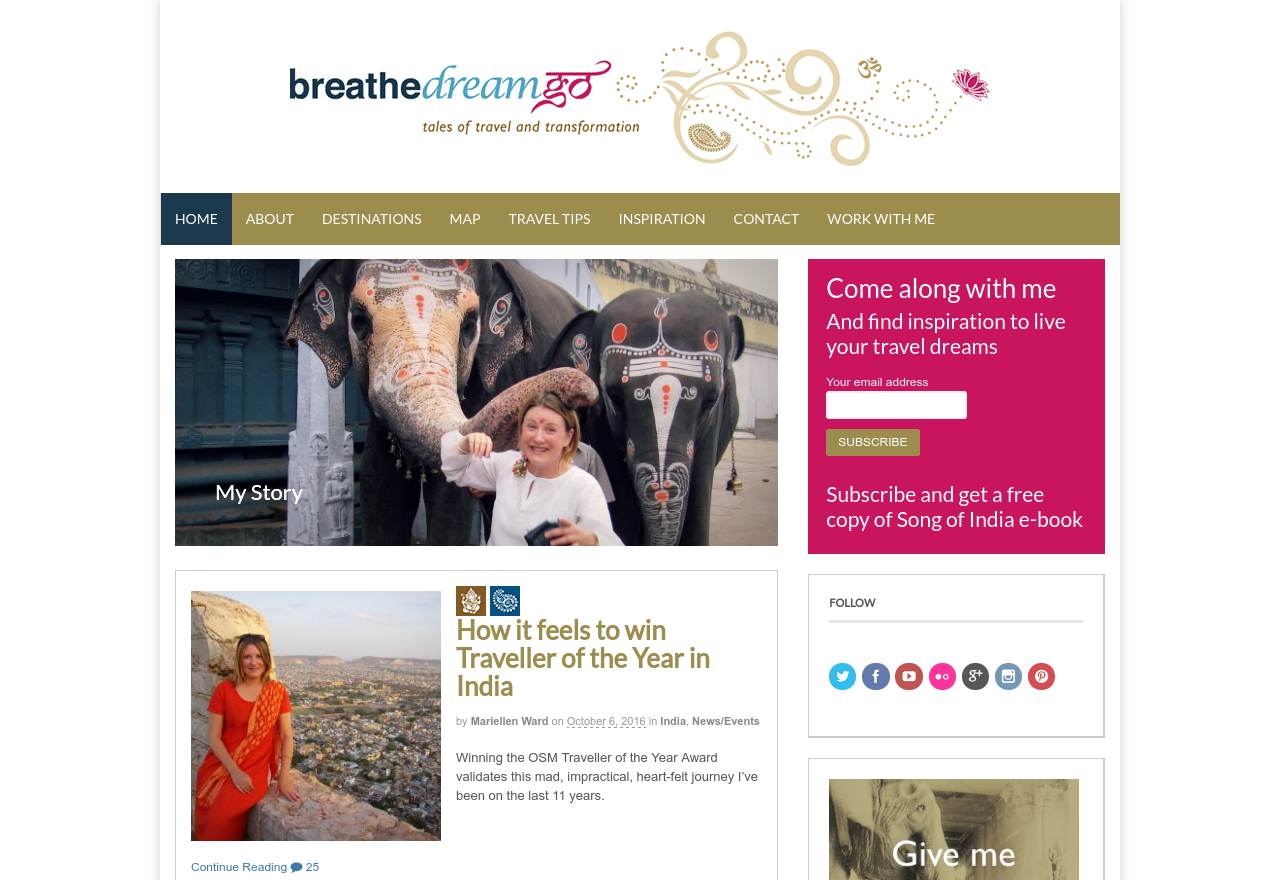 breathedreamgo
tales of travel and transformation
HOME ABOUT DESTINATIONS MAP TRAVEL TIPS INSPIRATION CONTACT WORK WITH ME
My Story
Come along with me
And find inspiration to live
your travel dreams
Your email address
SUBSCRIBE
Subscribe and get a free
copy of Song of India e-book
How it feels to win
Traveller of the Year in
India
by Mariellen Ward on October 6, 2016 in India, News/Events
Winning the OSM Traveller of the Year Award
validates this mad, impractical, heart-felt journey I’ve
been on the last 11 years.
Continue Reading 25
FOLLOW
Give me